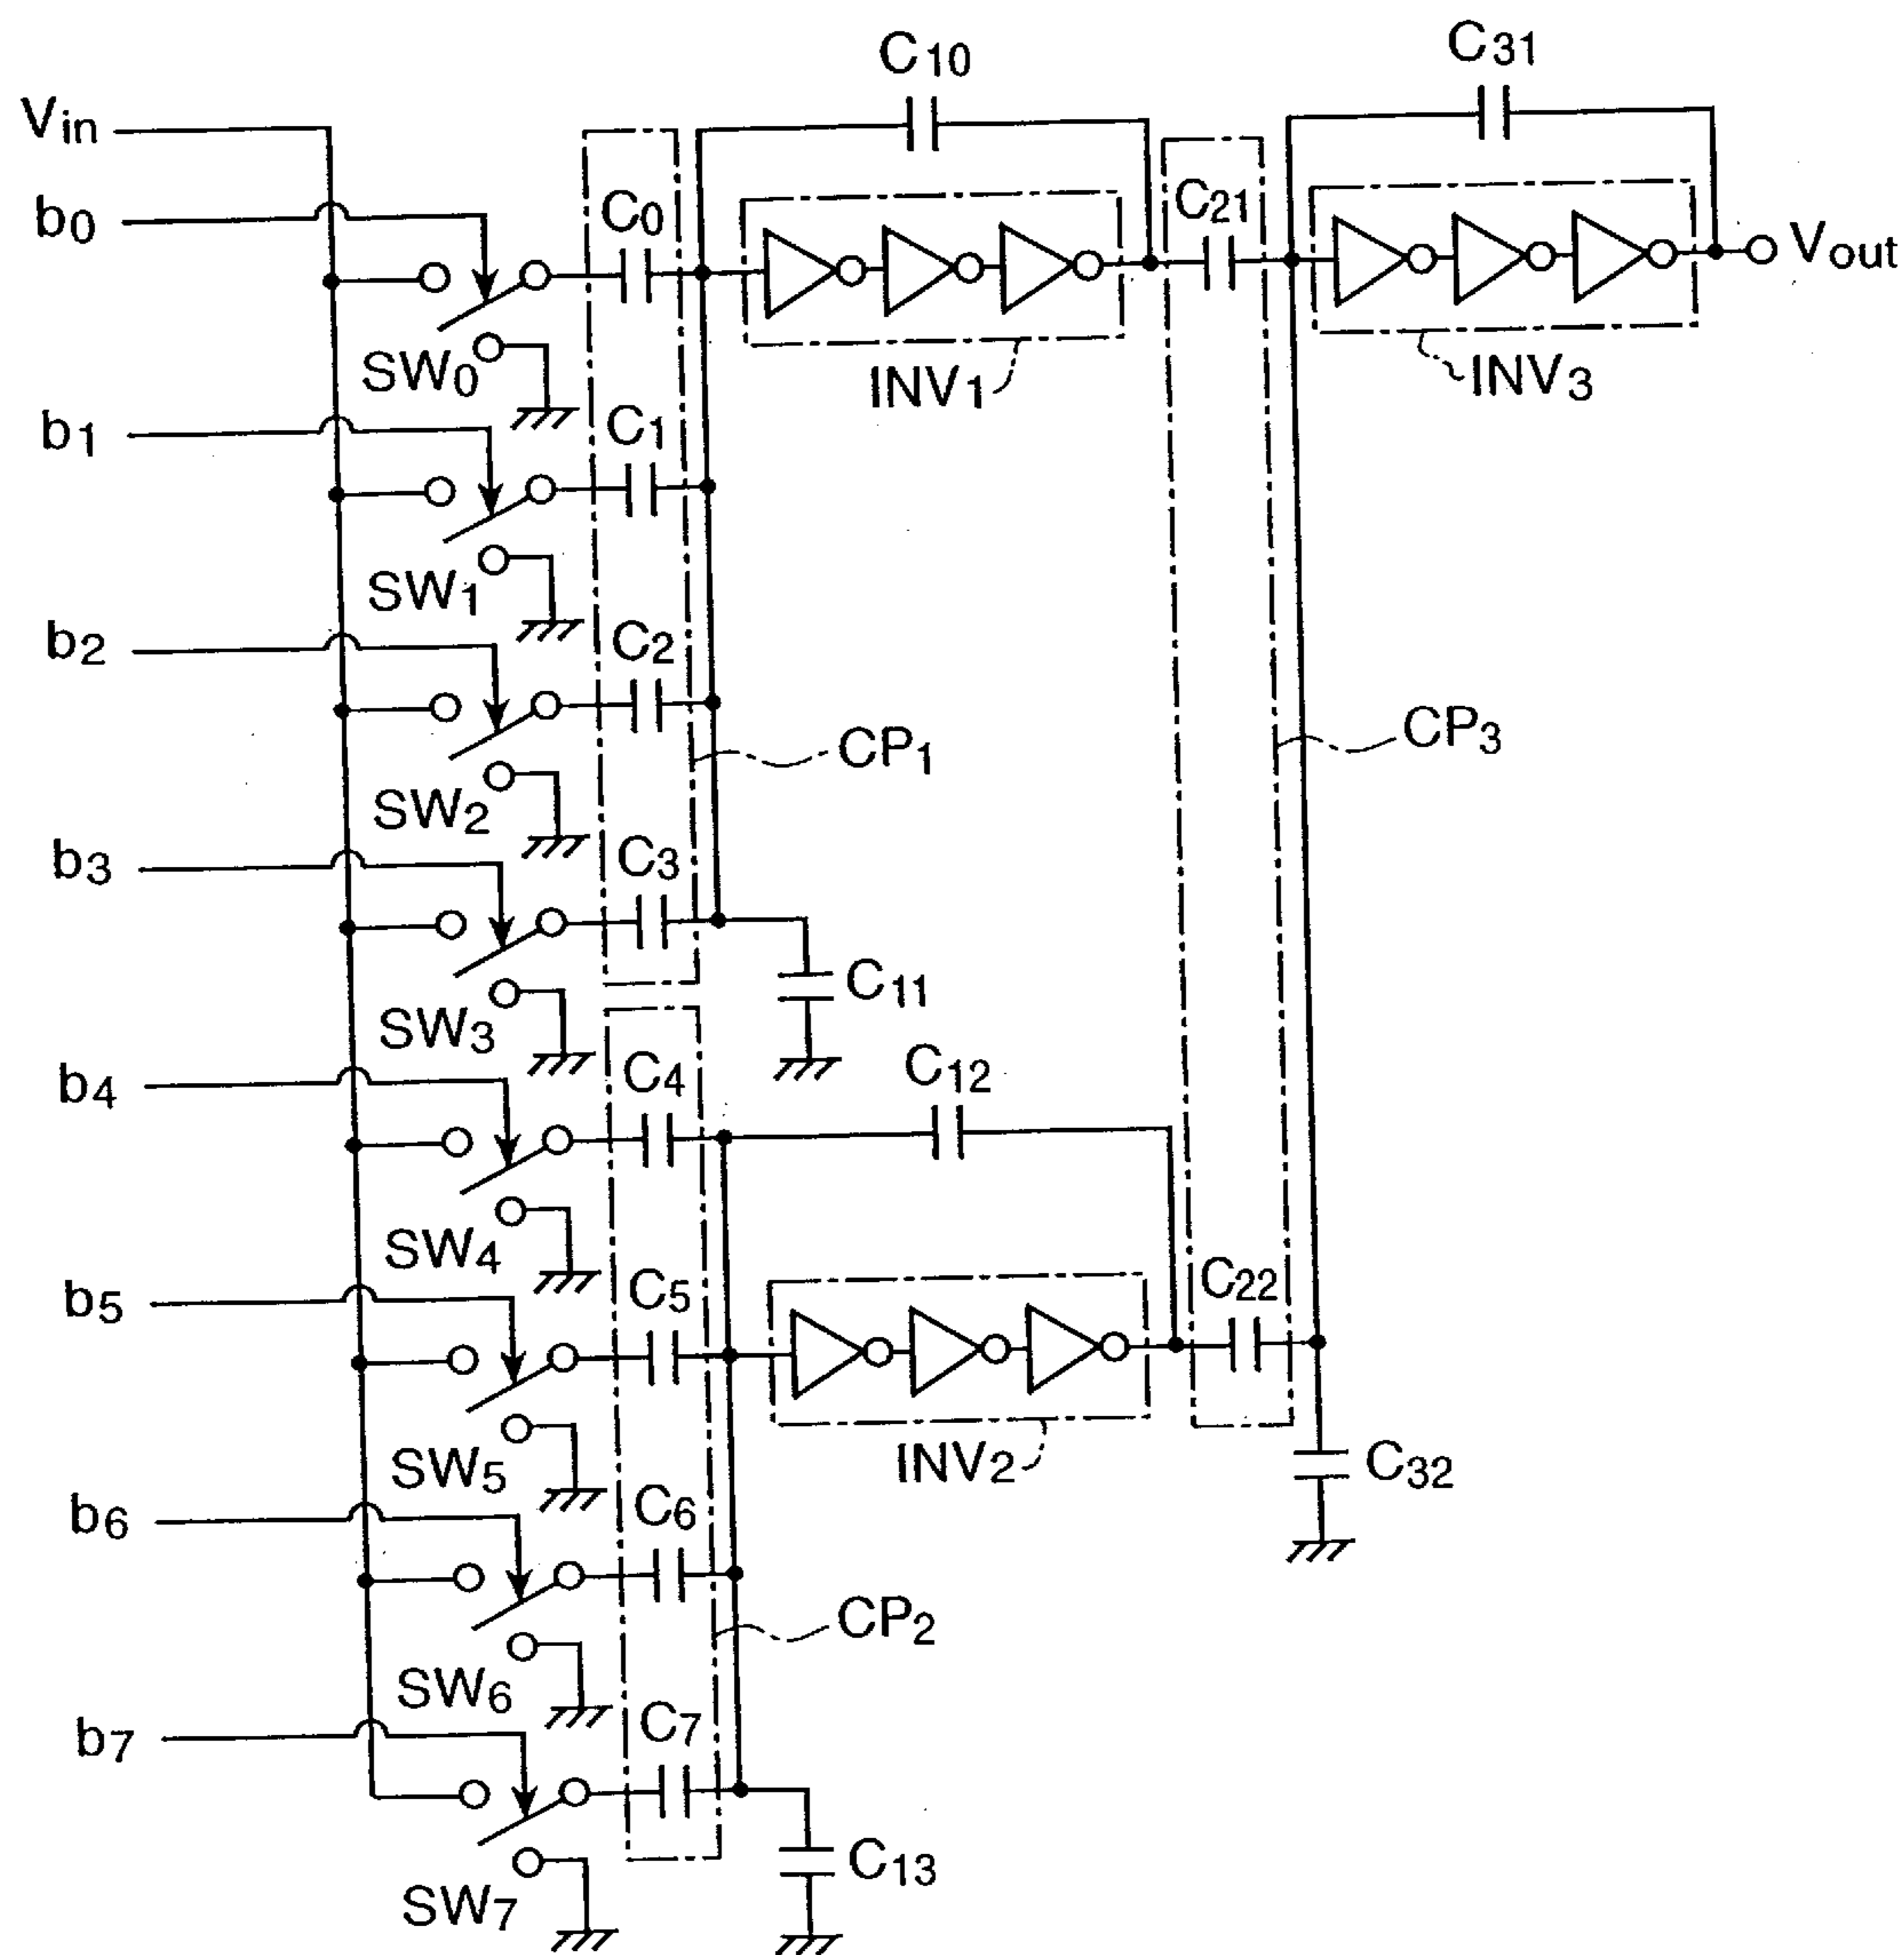 C10
C31
Vin
b0
C0
C21
Vout
SW0
INV1
INV3
b1
C1
SW1
b2
C2
CP1
CP3
SW2
b3
C3
C11
SW3
b4
C4
C12
SW4
b5
C5
C22
SW5
INV2
C32
b6
C6
SW6
CP2
b7
C7
C13
SW7